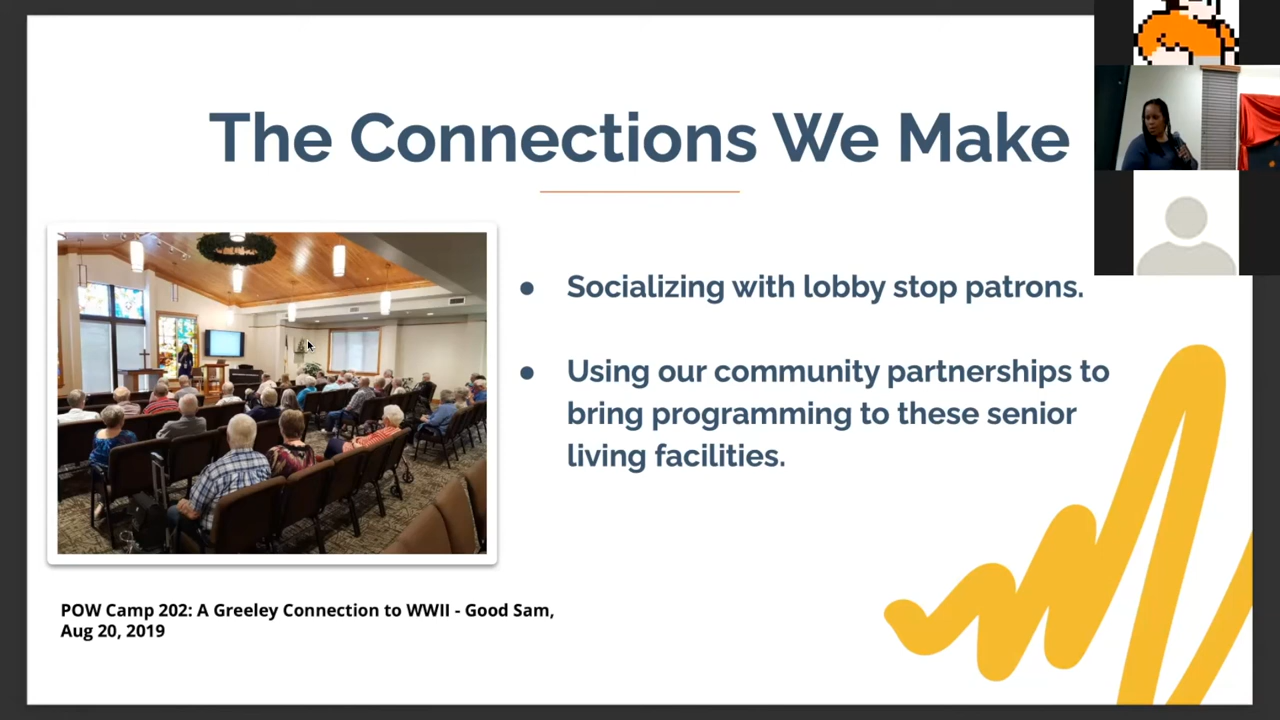 The Connections We Make
● Socializing with lobby stop patrons.
● Using our community partnerships to
bring programming to these senior
living facilities.
POW Camp 202: A Greeley Connection to WWII - Good Sam,
Aug 20, 2019